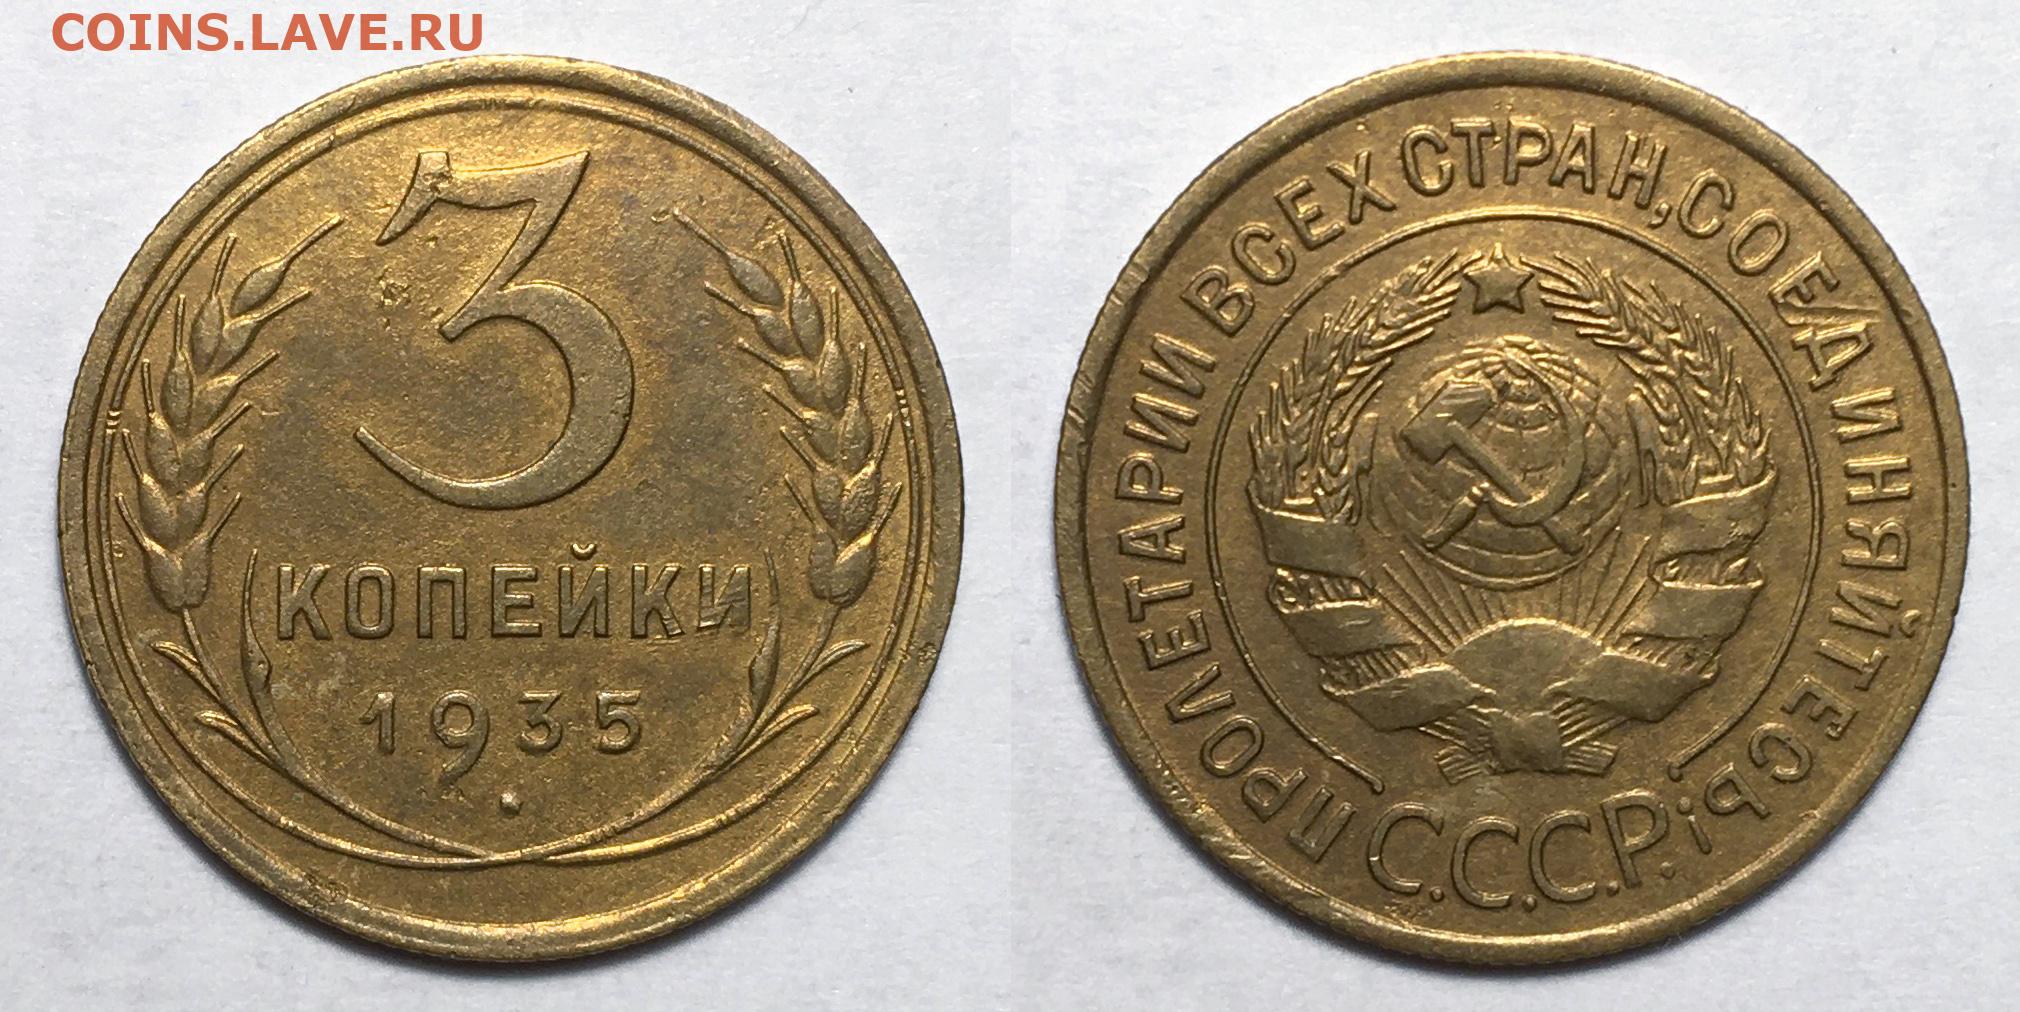 COINS.LAVE.RU
3
КОПЕЙКИ
1935
ПРОЛЕТАРИИ ВСЕХ СТРАН, СОЕДИНЯЙТЕСЬ!
С.С.С.Р.